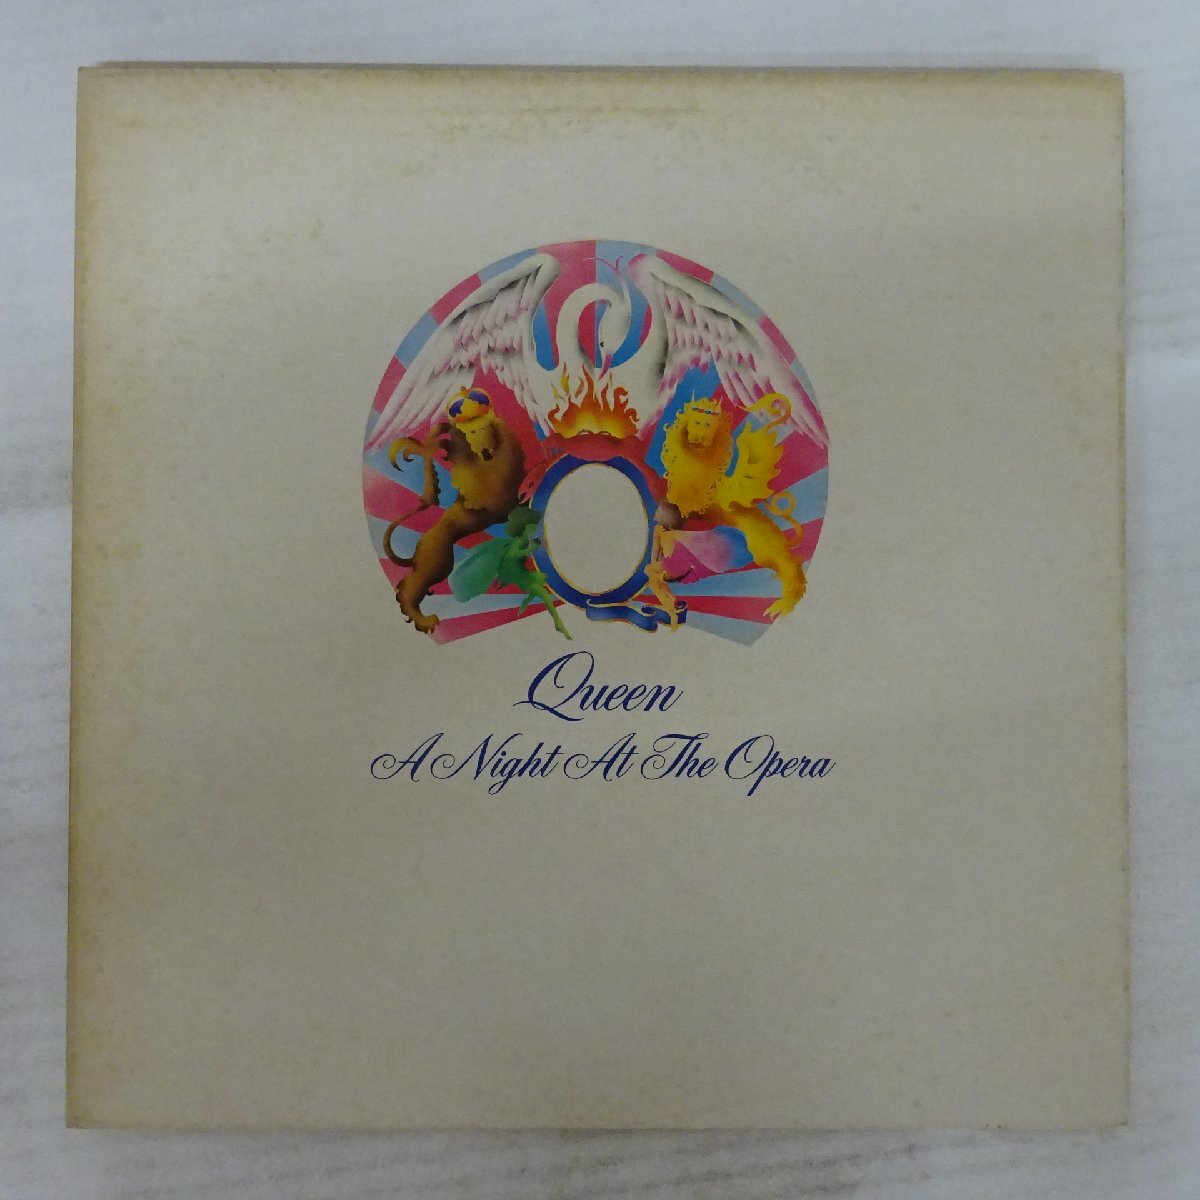 Queen
A Night At The Opera